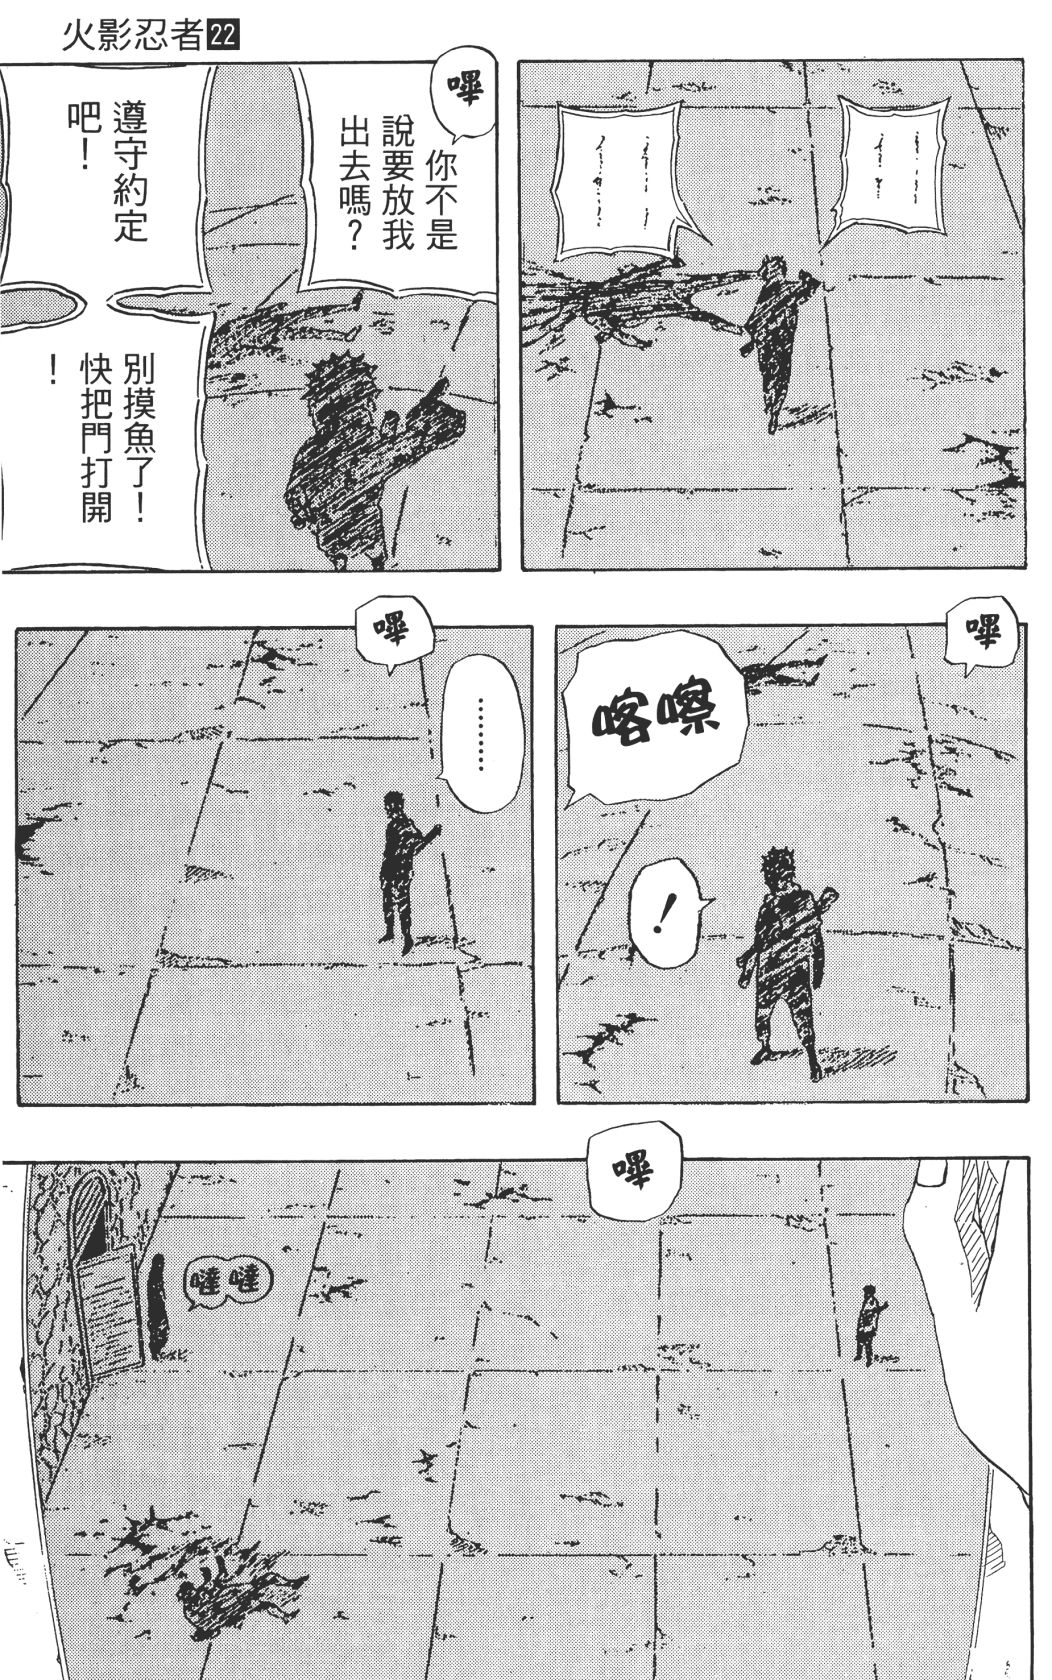 火影忍者22
嗶
你不是
說要放我
出去嗎？
遵守約定
吧！
別摸魚了！
快把門打開
！
嗶
喀嚓
！
嗶
………
嗶
噠噠